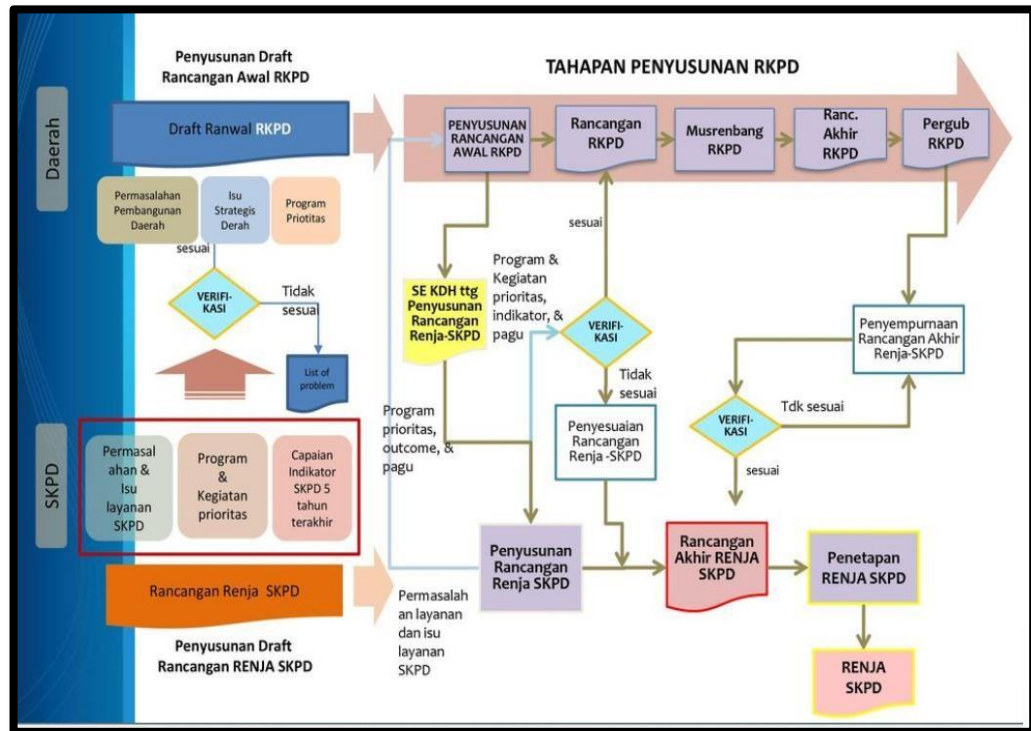 Penyusunan Draft
Rancangan Awal RKPD
TAHAPAN PENYUSUNAN RKPD
Daerah
Draft Ranwal RKPD
PENYUSUNAN
RANCANGAN
AWAL RKPD
Rancangan
RKPD
Musrenbang
RKPD
Ranc.
Akhir
RKPD
Pergub
RKPD
Permasalahan
Pembangunan
Daerah
Isu
Strategis
Derah
Program
Priotitas
sesuai
VERIFI-
KASI
Tidak
sesuai
List of
problem
SE KDH ttg
Penyusunan
Rancangan
Renja-SKPD
Program &
Kegiatan
prioritas,
indikator, &
pagu
sesuai
VERIFI-
KASI
Tidak
sesuai
Penyesuaian
Rancangan
Renja -SKPD
Penyempurnaan
Rancangan Akhir
Renja-SKPD
VERIFI-
KASI
Tdk sesuai
sesuai
Program
prioritas,
outcome, &
pagu
SKPD
Permasal
ahan &
Isu
layanan
SKPD
Program
&
Kegiatan
prioritas
Capaian
Indikator
SKPD 5
tahun
terakhir
Rancangan Renja SKPD
Penyusunan Draft
Rancangan RENJA SKPD
Permasalah
an layanan
dan isu
layanan
SKPD
Penyusunan
Rancangan
Renja SKPD
Rancangan
Akhir RENJA
SKPD
Penetapan
RENJA SKPD
RENJA
SKPD